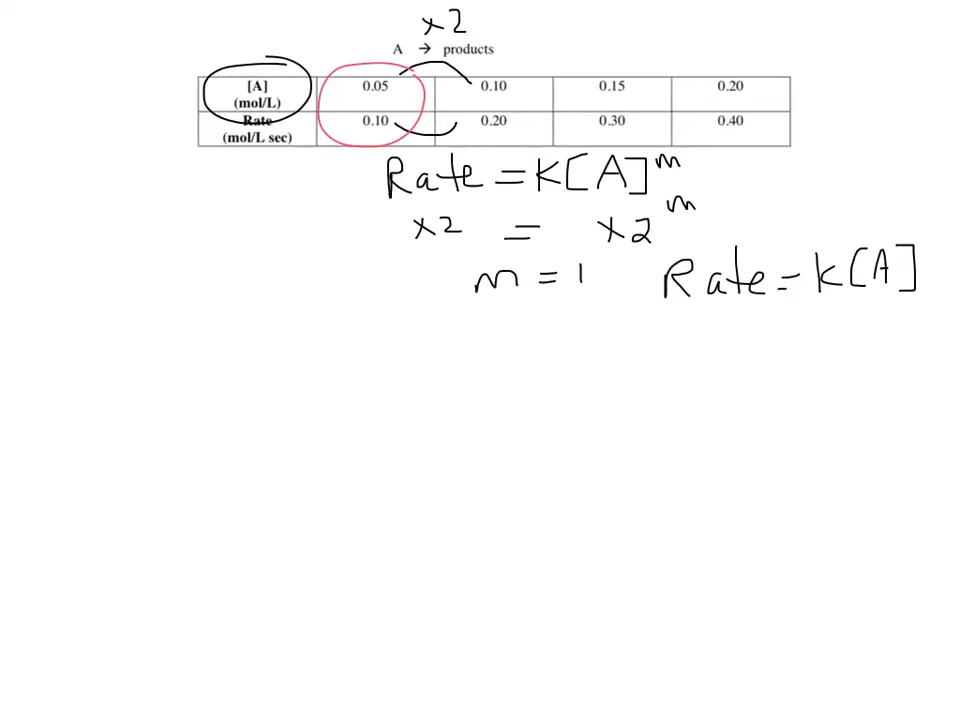 x2
A → products
[A] (mol/L) 0.05 0.10 0.15 0.20
Rate (mol/L sec) 0.10 0.20 0.30 0.40
Rate = K[A]^m
x2 = x2^m
m = 1 Rate = K[A]